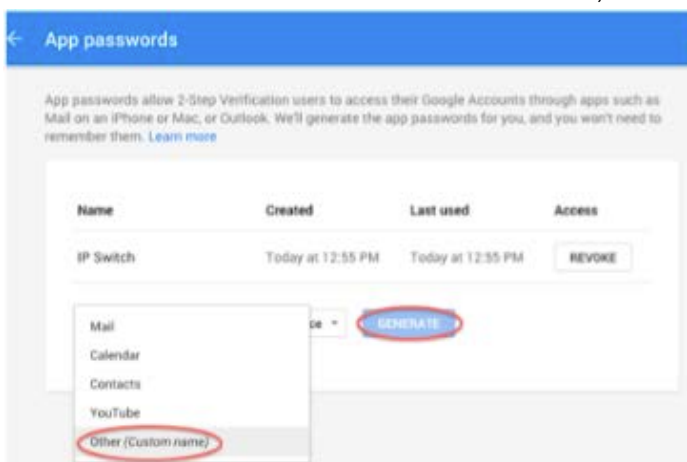 App passwords
App passwords allow 2-Step Verification users to access their Google Accounts through apps such as
Mail on an iPhone or Mac, or Outlook. We'll generate the app passwords for you, and you won't need to
remember them. Learn more
Name Created Last used Access
IP Switch Today at 12:55 PM Today at 12:55 PM REVOKE
Mail
ce GENERATE
Calendar
Contacts
YouTube
Other (Custom name)